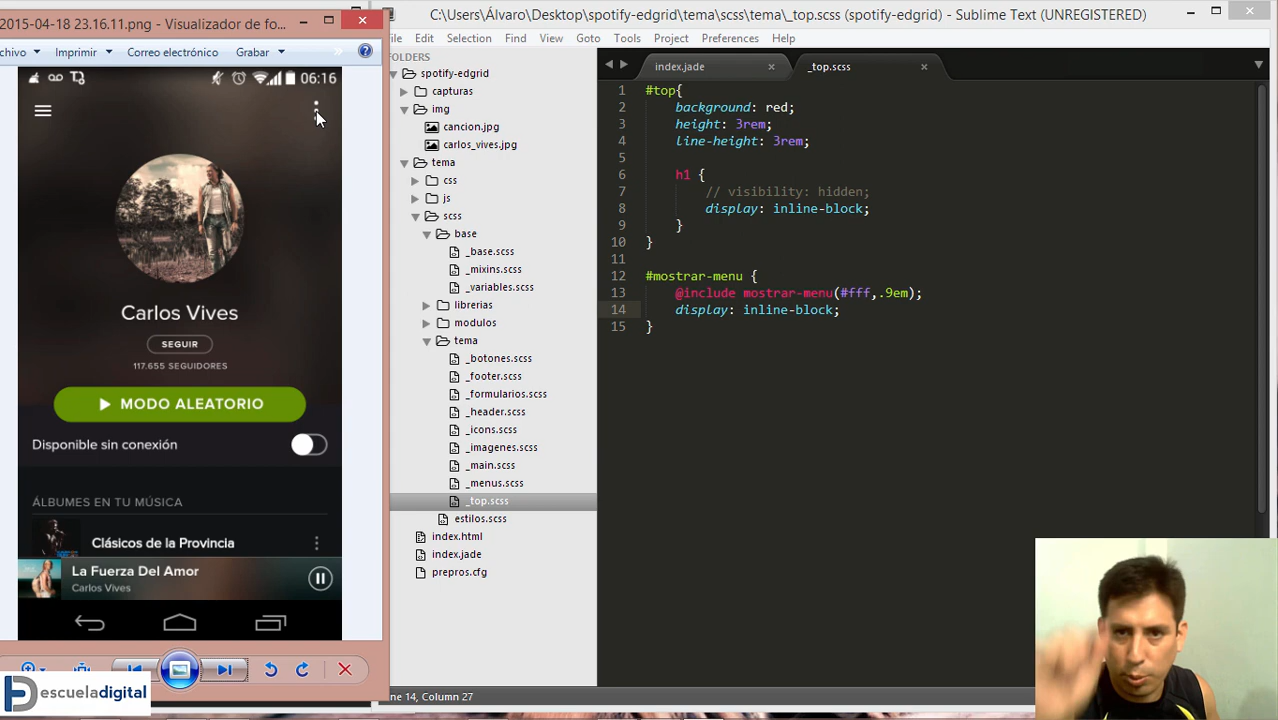 2015-04-18 23.16.11.png - Visualizador de fo...
chivo Imprimir Correo electrónico Grabar »
06:16
Carlos Vives
SEGUIR
117.655 SEGUIDORES
MODO ALEATORIO
Disponible sin conexión
ÁLBUMES EN TU MÚSICA
Clásicos de la Provincia
La Fuerza Del Amor
Carlos Vives
escueladigital
C:\Users\Álvaro\Desktop\spotify-edgrid\tema\scss\tema\_top.scss (spotify-edgrid) - Sublime Text (UNREGISTERED)
ile Edit Selection Find View Goto Tools Project Preferences Help
OLDERS
spotify-edgrid
capturas
img
cancion.jpg
carlos_vives.jpg
tema
css
js
scss
base
_base.scss
_mixins.scss
_variables.scss
librerias
modulos
tema
_botones.scss
_footer.scss
_formularios.scss
_header.scss
_icons.scss
_imagenes.scss
_main.scss
_menus.scss
_top.scss
estilos.scss
index.html
index.jade
prepros.cfg
index.jade _top.scss
1 #top{
2 background: red;
3 height: 3rem;
4 line-height: 3rem;
5
6 h1 {
7 // visibility: hidden;
8 display: inline-block;
9 }
10 }
11
12 #mostrar-menu {
13 @include mostrar-menu(#fff,.9em);
14 display: inline-block;
15 }
ne 14, Column 27